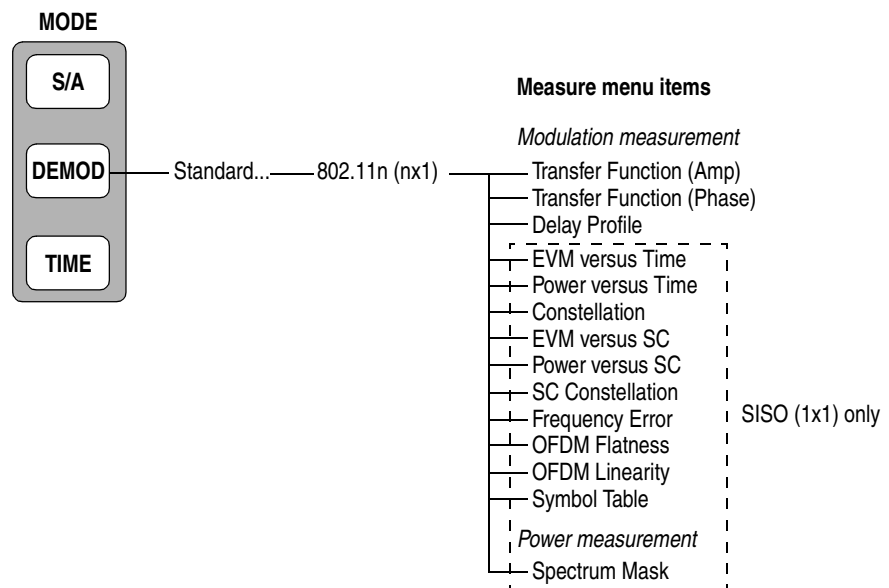 MODE
S/A
DEMOD
TIME
Standard...
802.11n (nx1)
Measure menu items
Modulation measurement
Transfer Function (Amp)
Transfer Function (Phase)
Delay Profile
EVM versus Time
Power versus Time
Constellation
EVM versus SC
Power versus SC
SC Constellation
Frequency Error
OFDM Flatness
OFDM Linearity
Symbol Table
Power measurement
Spectrum Mask
SISO (1x1) only